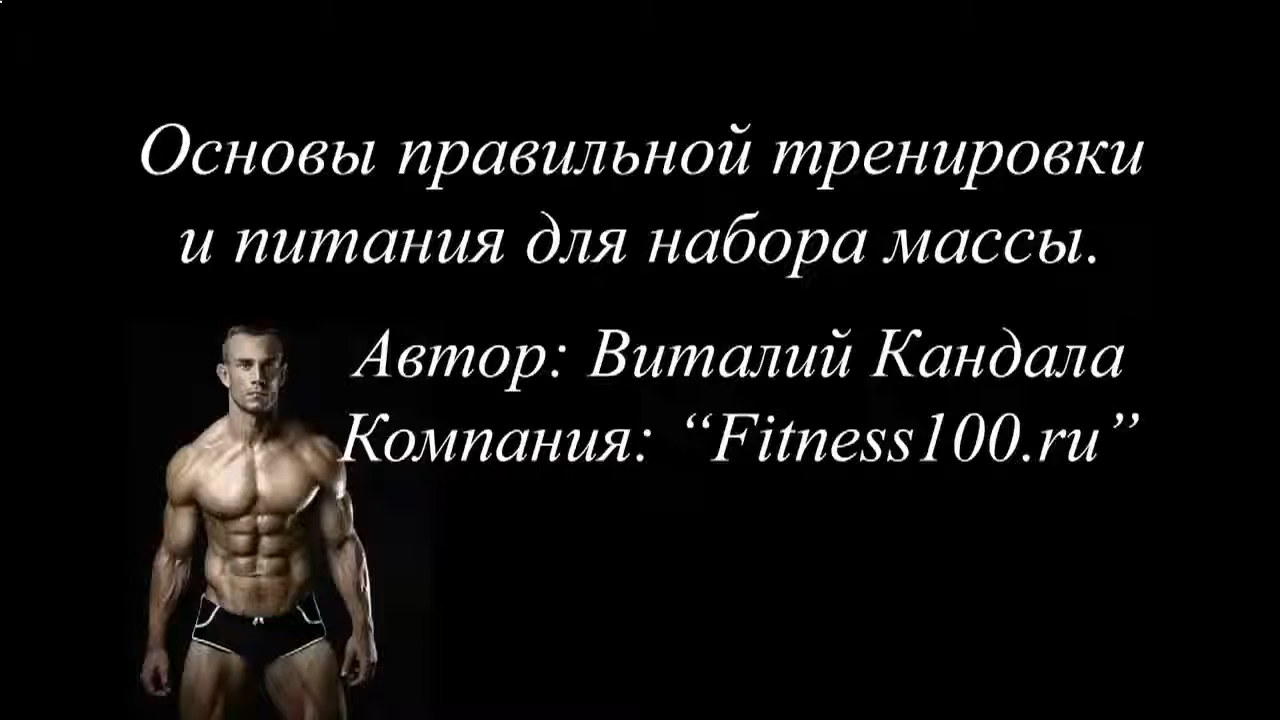 Основы правильной тренировки
и питания для набора массы.
Автор: Виталий Кандала
Компания: “Fitness100.ru”